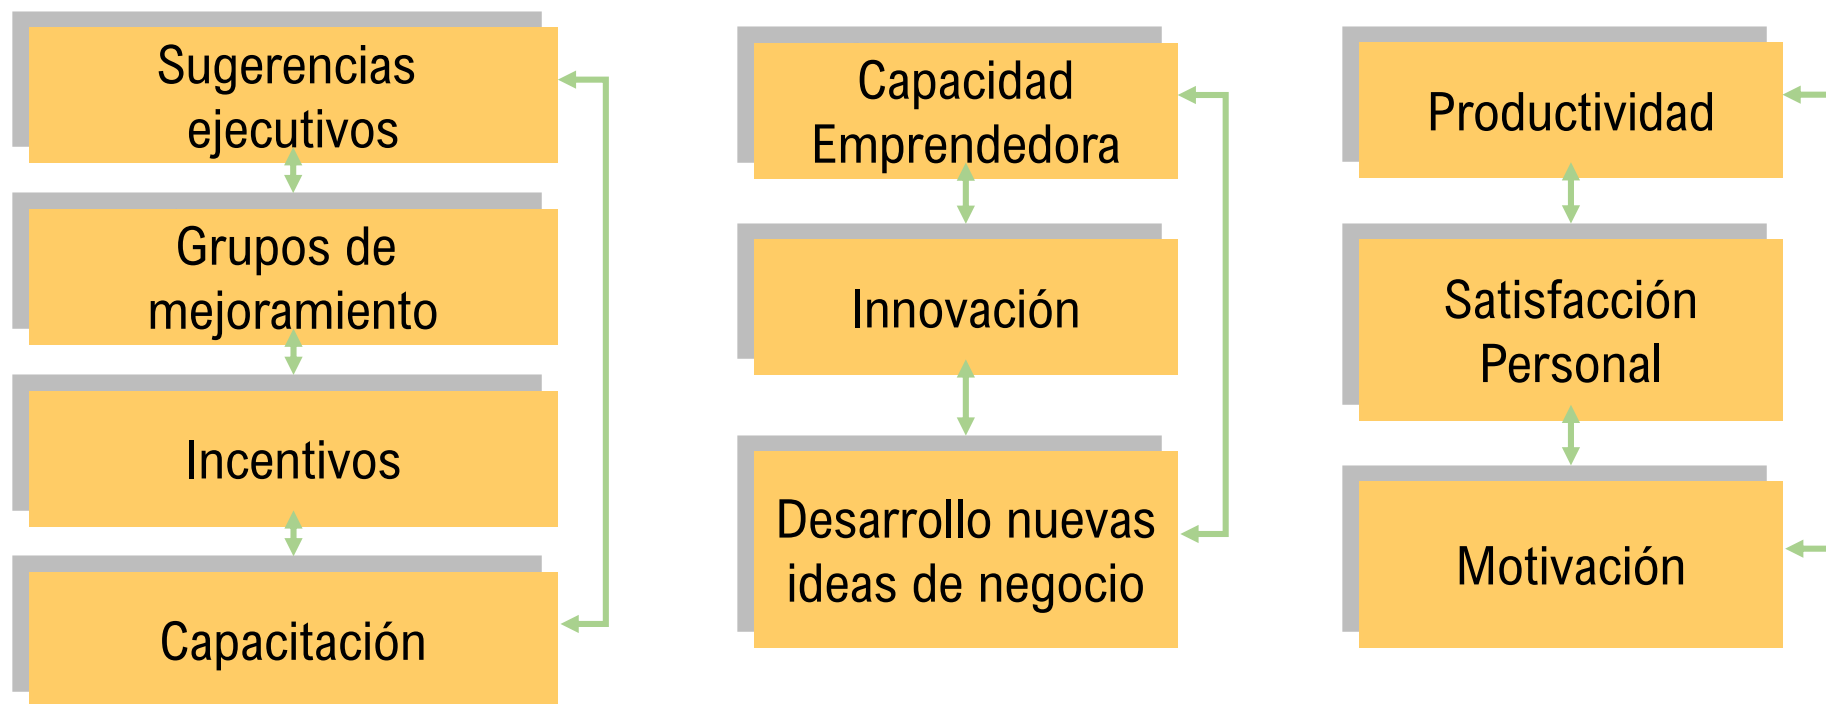 Sugerencias
ejecutivos
Grupos de
mejoramiento
Incentivos
Capacitación
Capacidad
Emprendedora
Innovación
Desarrollo nuevas
ideas de negocio
Productividad
Satisfacción
Personal
Motivación